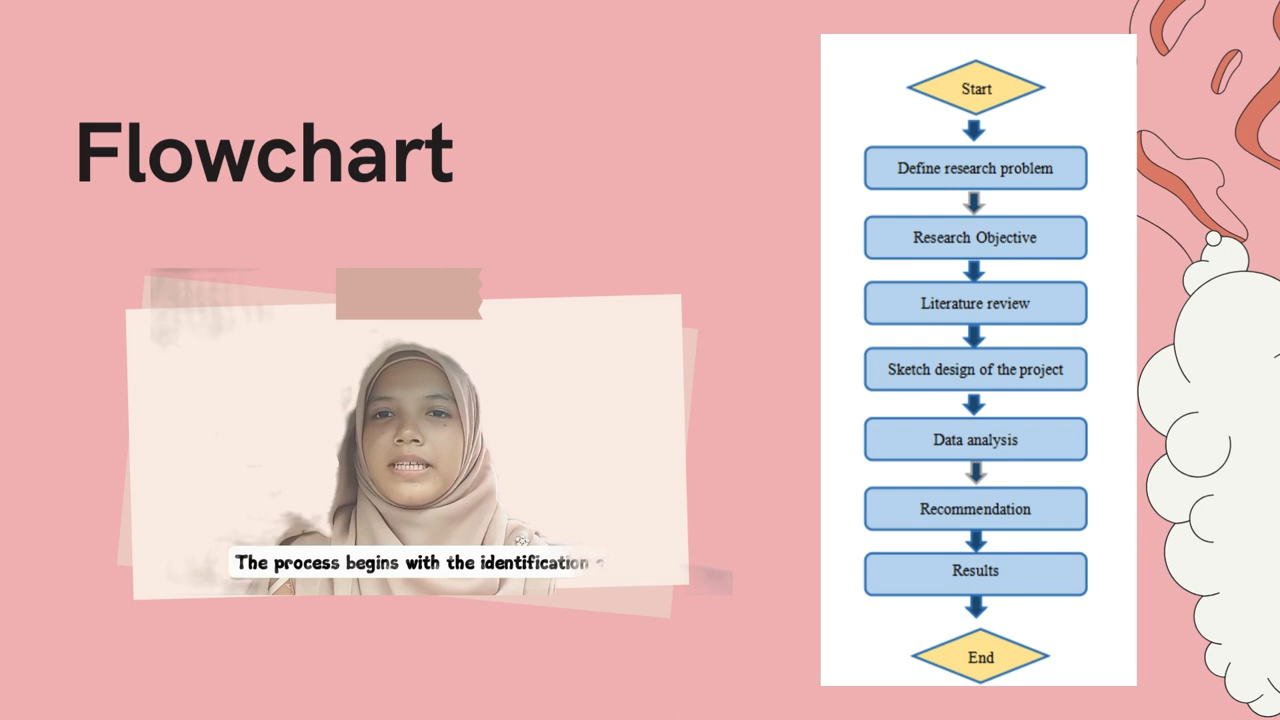 Flowchart
The process begins with the identification
Start
Define research problem
Research Objective
Literature review
Sketch design of the project
Data analysis
Recommendation
Results
End